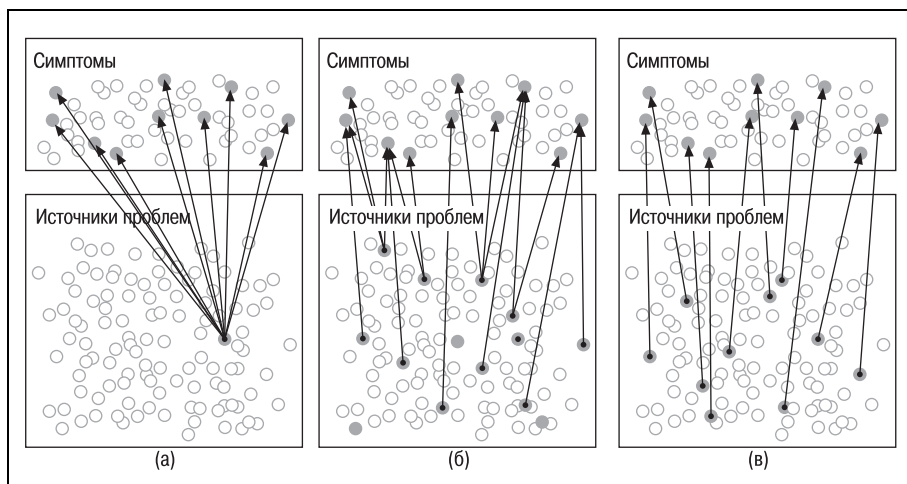 Симптомы
Симптомы
Симптомы
Источники проблем
Источники проблем
Источники проблем
(а)
(б)
(в)